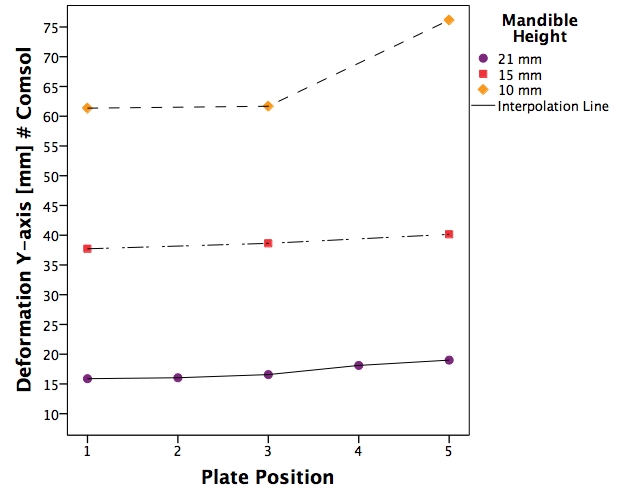 Deformation Y-axis [mm] # Comsol
75
70
65
60
55
50
45
40
35
30
25
20
15
10
1 2 3 4 5
Plate Position
Mandible
Height
21 mm
15 mm
10 mm
Interpolation Line